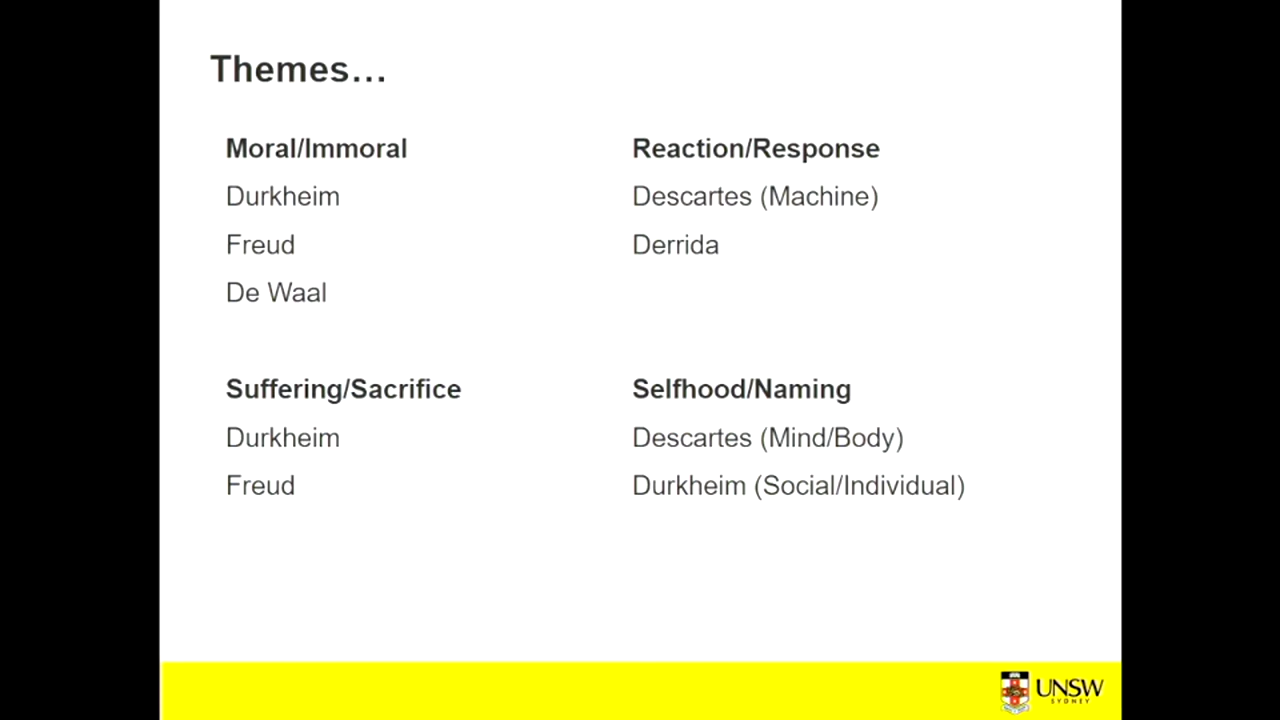 Themes…
Moral/Immoral
Durkheim
Freud
De Waal
Reaction/Response
Descartes (Machine)
Derrida
Suffering/Sacrifice
Durkheim
Freud
Selfhood/Naming
Descartes (Mind/Body)
Durkheim (Social/Individual)
UNSW
SYDNEY